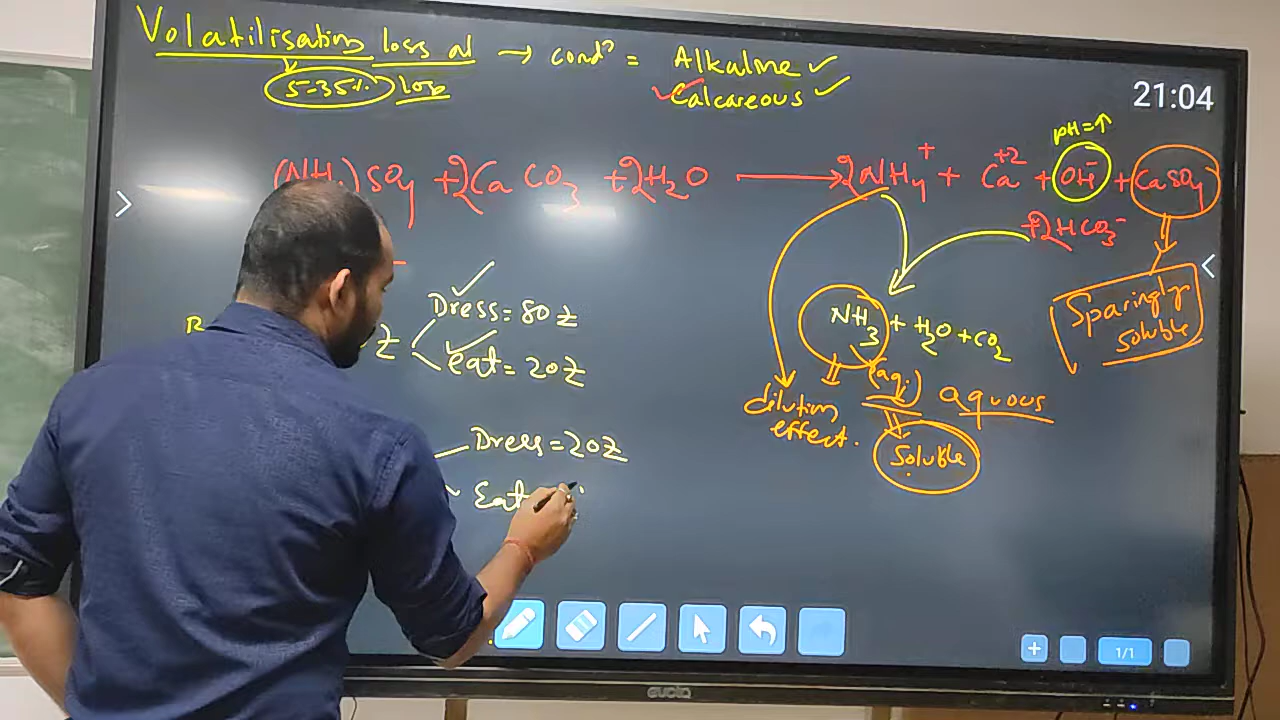 Volatilisation loss at → condⁿ = Alkaline ✓
5-35% loss
Calcareous ✓
21:04
pH=↑
(NH₄)SO₄ + 2CaCO₃ + 2H₂O → 2NH₄⁺ + Ca⁺² + OH⁻ + CaSO₄
+2HCO₃⁻
Sparingly
soluble
Dress = 80 Z
eat = 20 Z
NH₃ + H₂O + CO₂
(aq.) aquous
dilution
effect.
Soluble
Dress = 20 Z
Eat
1/1